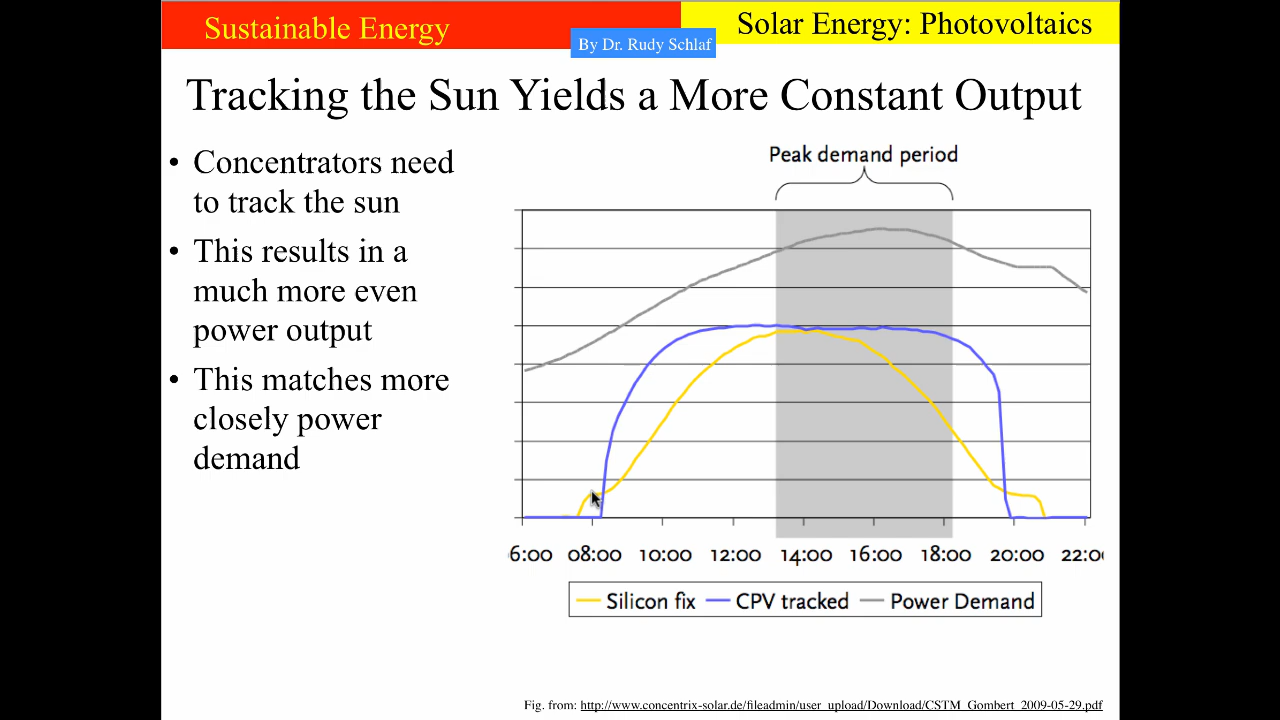 Sustainable Energy
Solar Energy: Photovoltaics
By Dr. Rudy Schlaf
Tracking the Sun Yields a More Constant Output
• Concentrators need
to track the sun
• This results in a
much more even
power output
• This matches more
closely power
demand
Peak demand period
6:00 08:00 10:00 12:00 14:00 16:00 18:00 20:00 22:00
Silicon fix CPV tracked Power Demand
Fig. from: http://www.concentrix-solar.de/fileadmin/user_upload/Download/CSTM_Gombert_2009-05-29.pdf